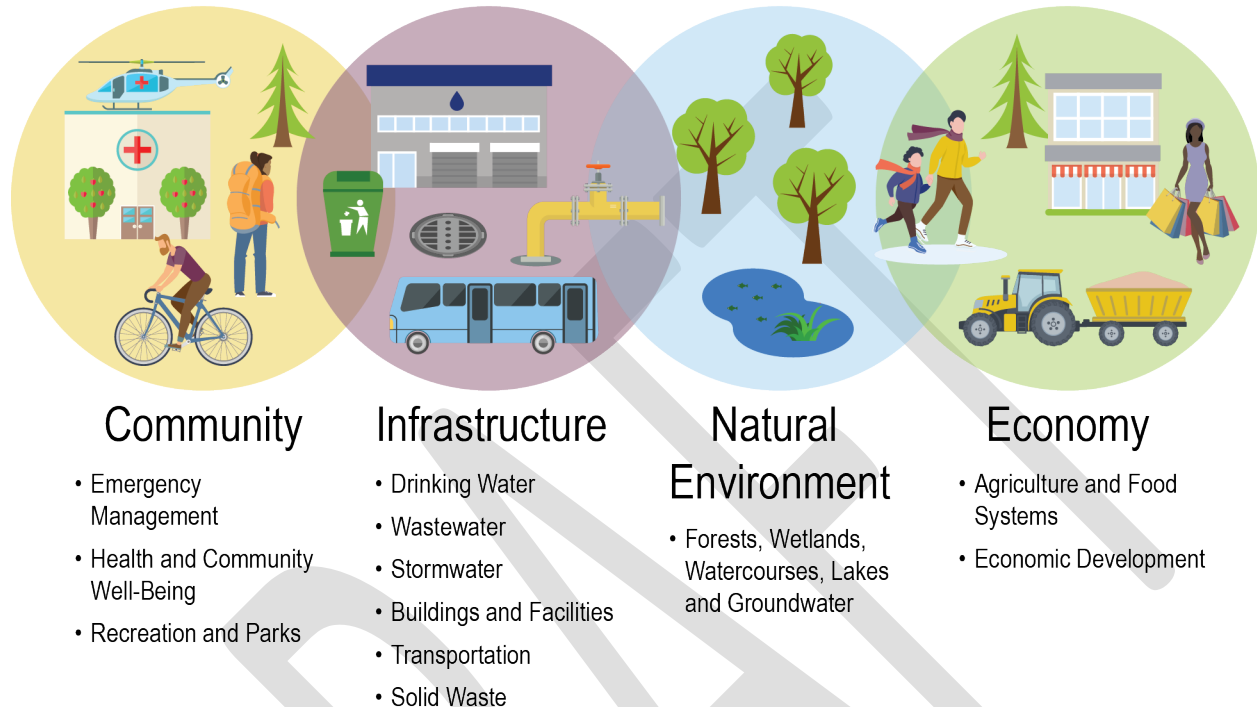 Community
• Emergency
Management
• Health and Community
Well-Being
• Recreation and Parks
Infrastructure
• Drinking Water
• Wastewater
• Stormwater
• Buildings and Facilities
• Transportation
• Solid Waste
Natural
Environment
• Forests, Wetlands,
Watercourses, Lakes
and Groundwater
Economy
• Agriculture and Food
Systems
• Economic Development
DRAFT